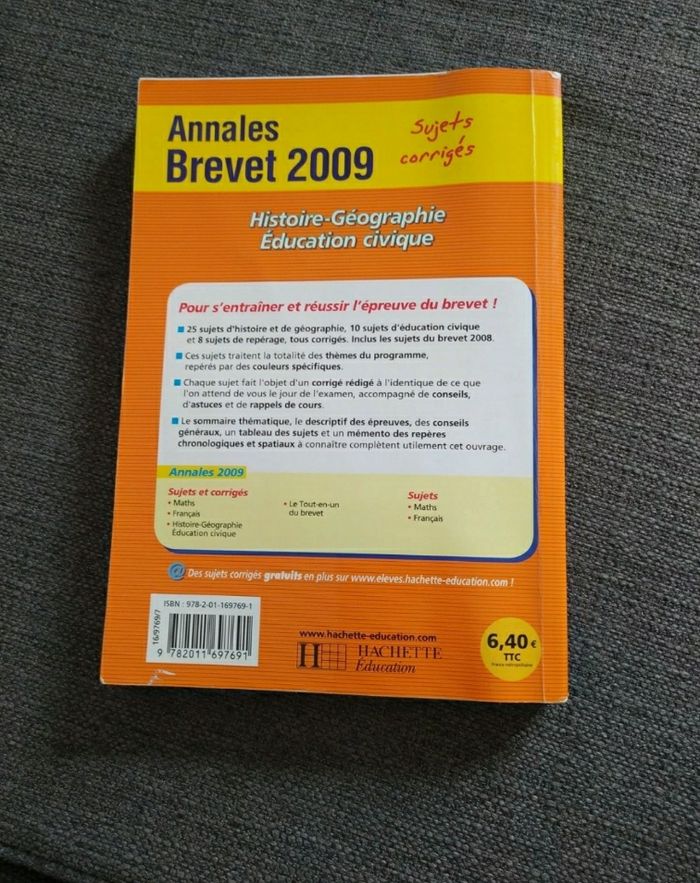 Annales
Brevet 2009
Sujets
corrigés
Histoire-Géographie
Éducation civique
Pour s'entraîner et réussir l'épreuve du brevet !
25 sujets d'histoire et de géographie, 10 sujets d'éducation civique
et 8 sujets de repérage, tous corrigés. Inclus les sujets du brevet 2008.
Ces sujets traitent la totalité des thèmes du programme,
repérés par des couleurs spécifiques.
Chaque sujet fait l'objet d'un corrigé rédigé à l'identique de ce que
l'on attend de vous le jour de l'examen, accompagné de conseils,
d'astuces et de rappels de cours.
Le sommaire thématique, le descriptif des épreuves, des conseils
généraux, un tableau des sujets et un mémento des repères
chronologiques et spatiaux à connaître complètent utilement cet ouvrage.
Annales 2009
Sujets et corrigés
• Maths
• Français
• Histoire-Géographie
Éducation civique
• Le Tout-en-un
du brevet
Sujets
• Maths
• Français
@ Des sujets corrigés gratuits en plus sur www.eleves.hachette-education.com !
ISBN : 978-2-01-169769-1
16/9769/7
9 782011 697691
www.hachette-education.com
H HACHETTE
Éducation
6,40 €
TTC
France métropolitaine